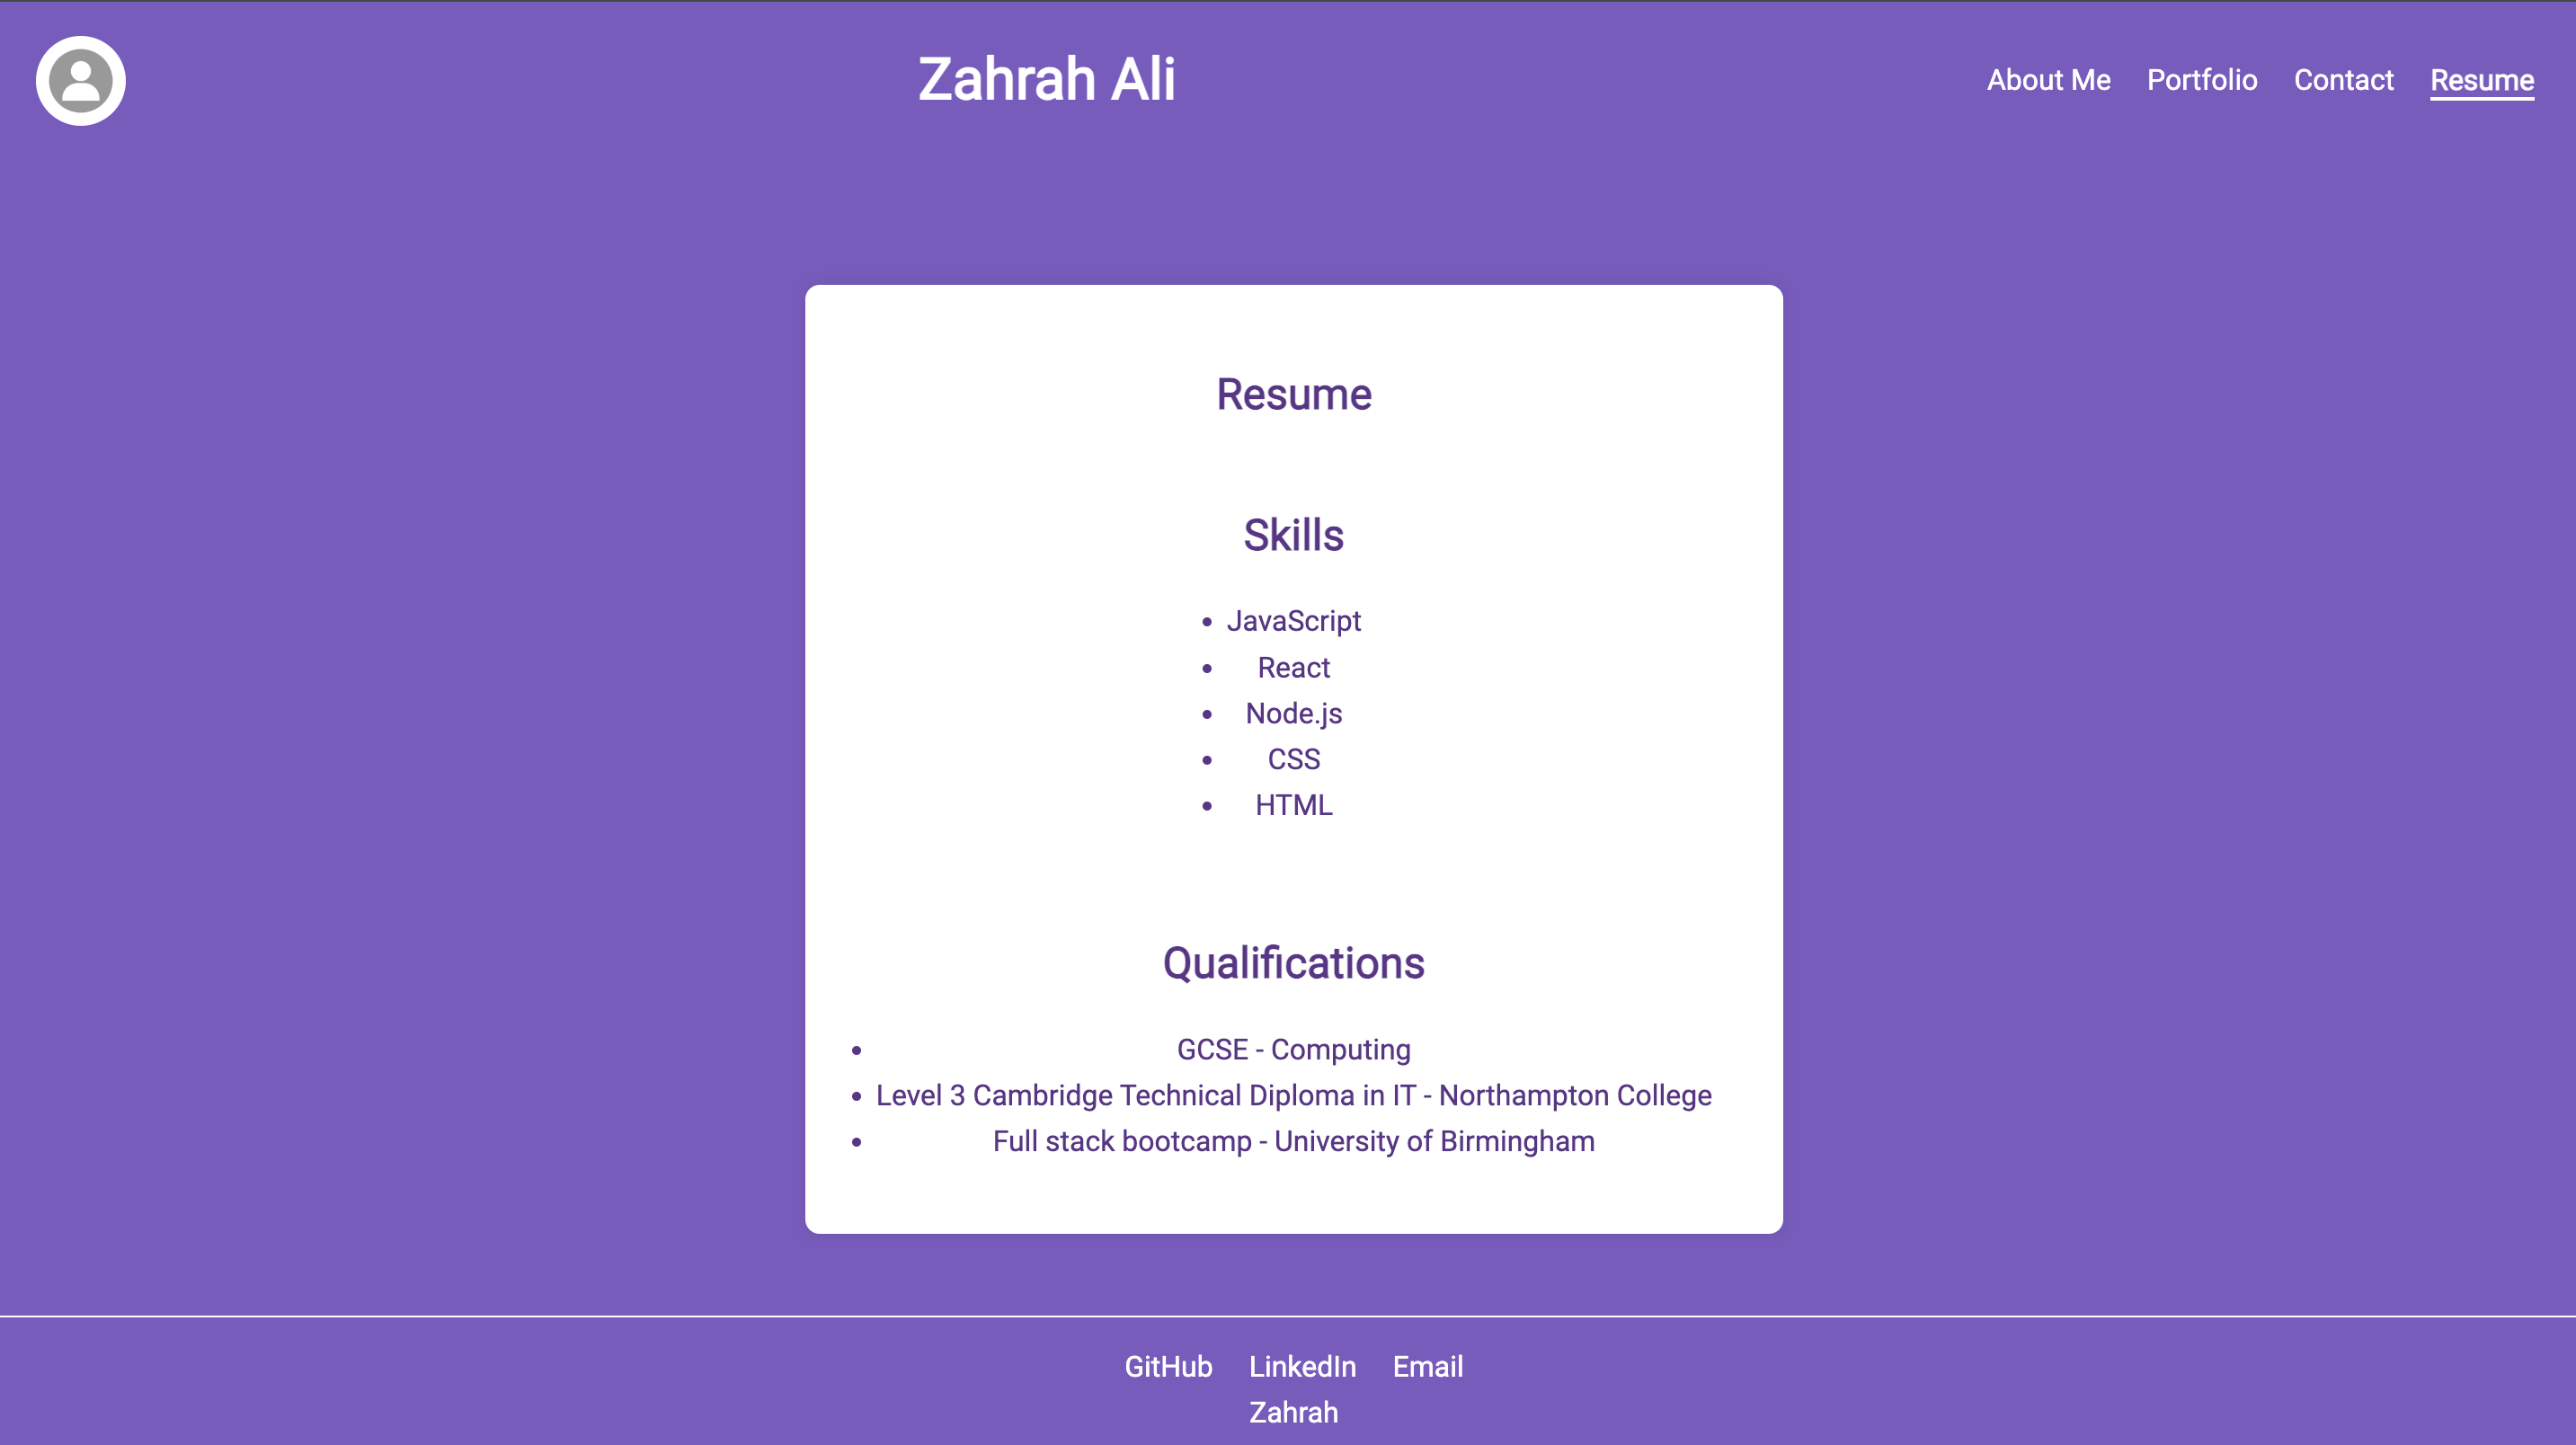 Zahrah Ali
About Me Portfolio Contact Resume
Resume
Skills
• JavaScript
• React
• Node.js
• CSS
• HTML
Qualifications
• GCSE - Computing
• Level 3 Cambridge Technical Diploma in IT - Northampton College
• Full stack bootcamp - University of Birmingham
GitHub LinkedIn Email
Zahrah